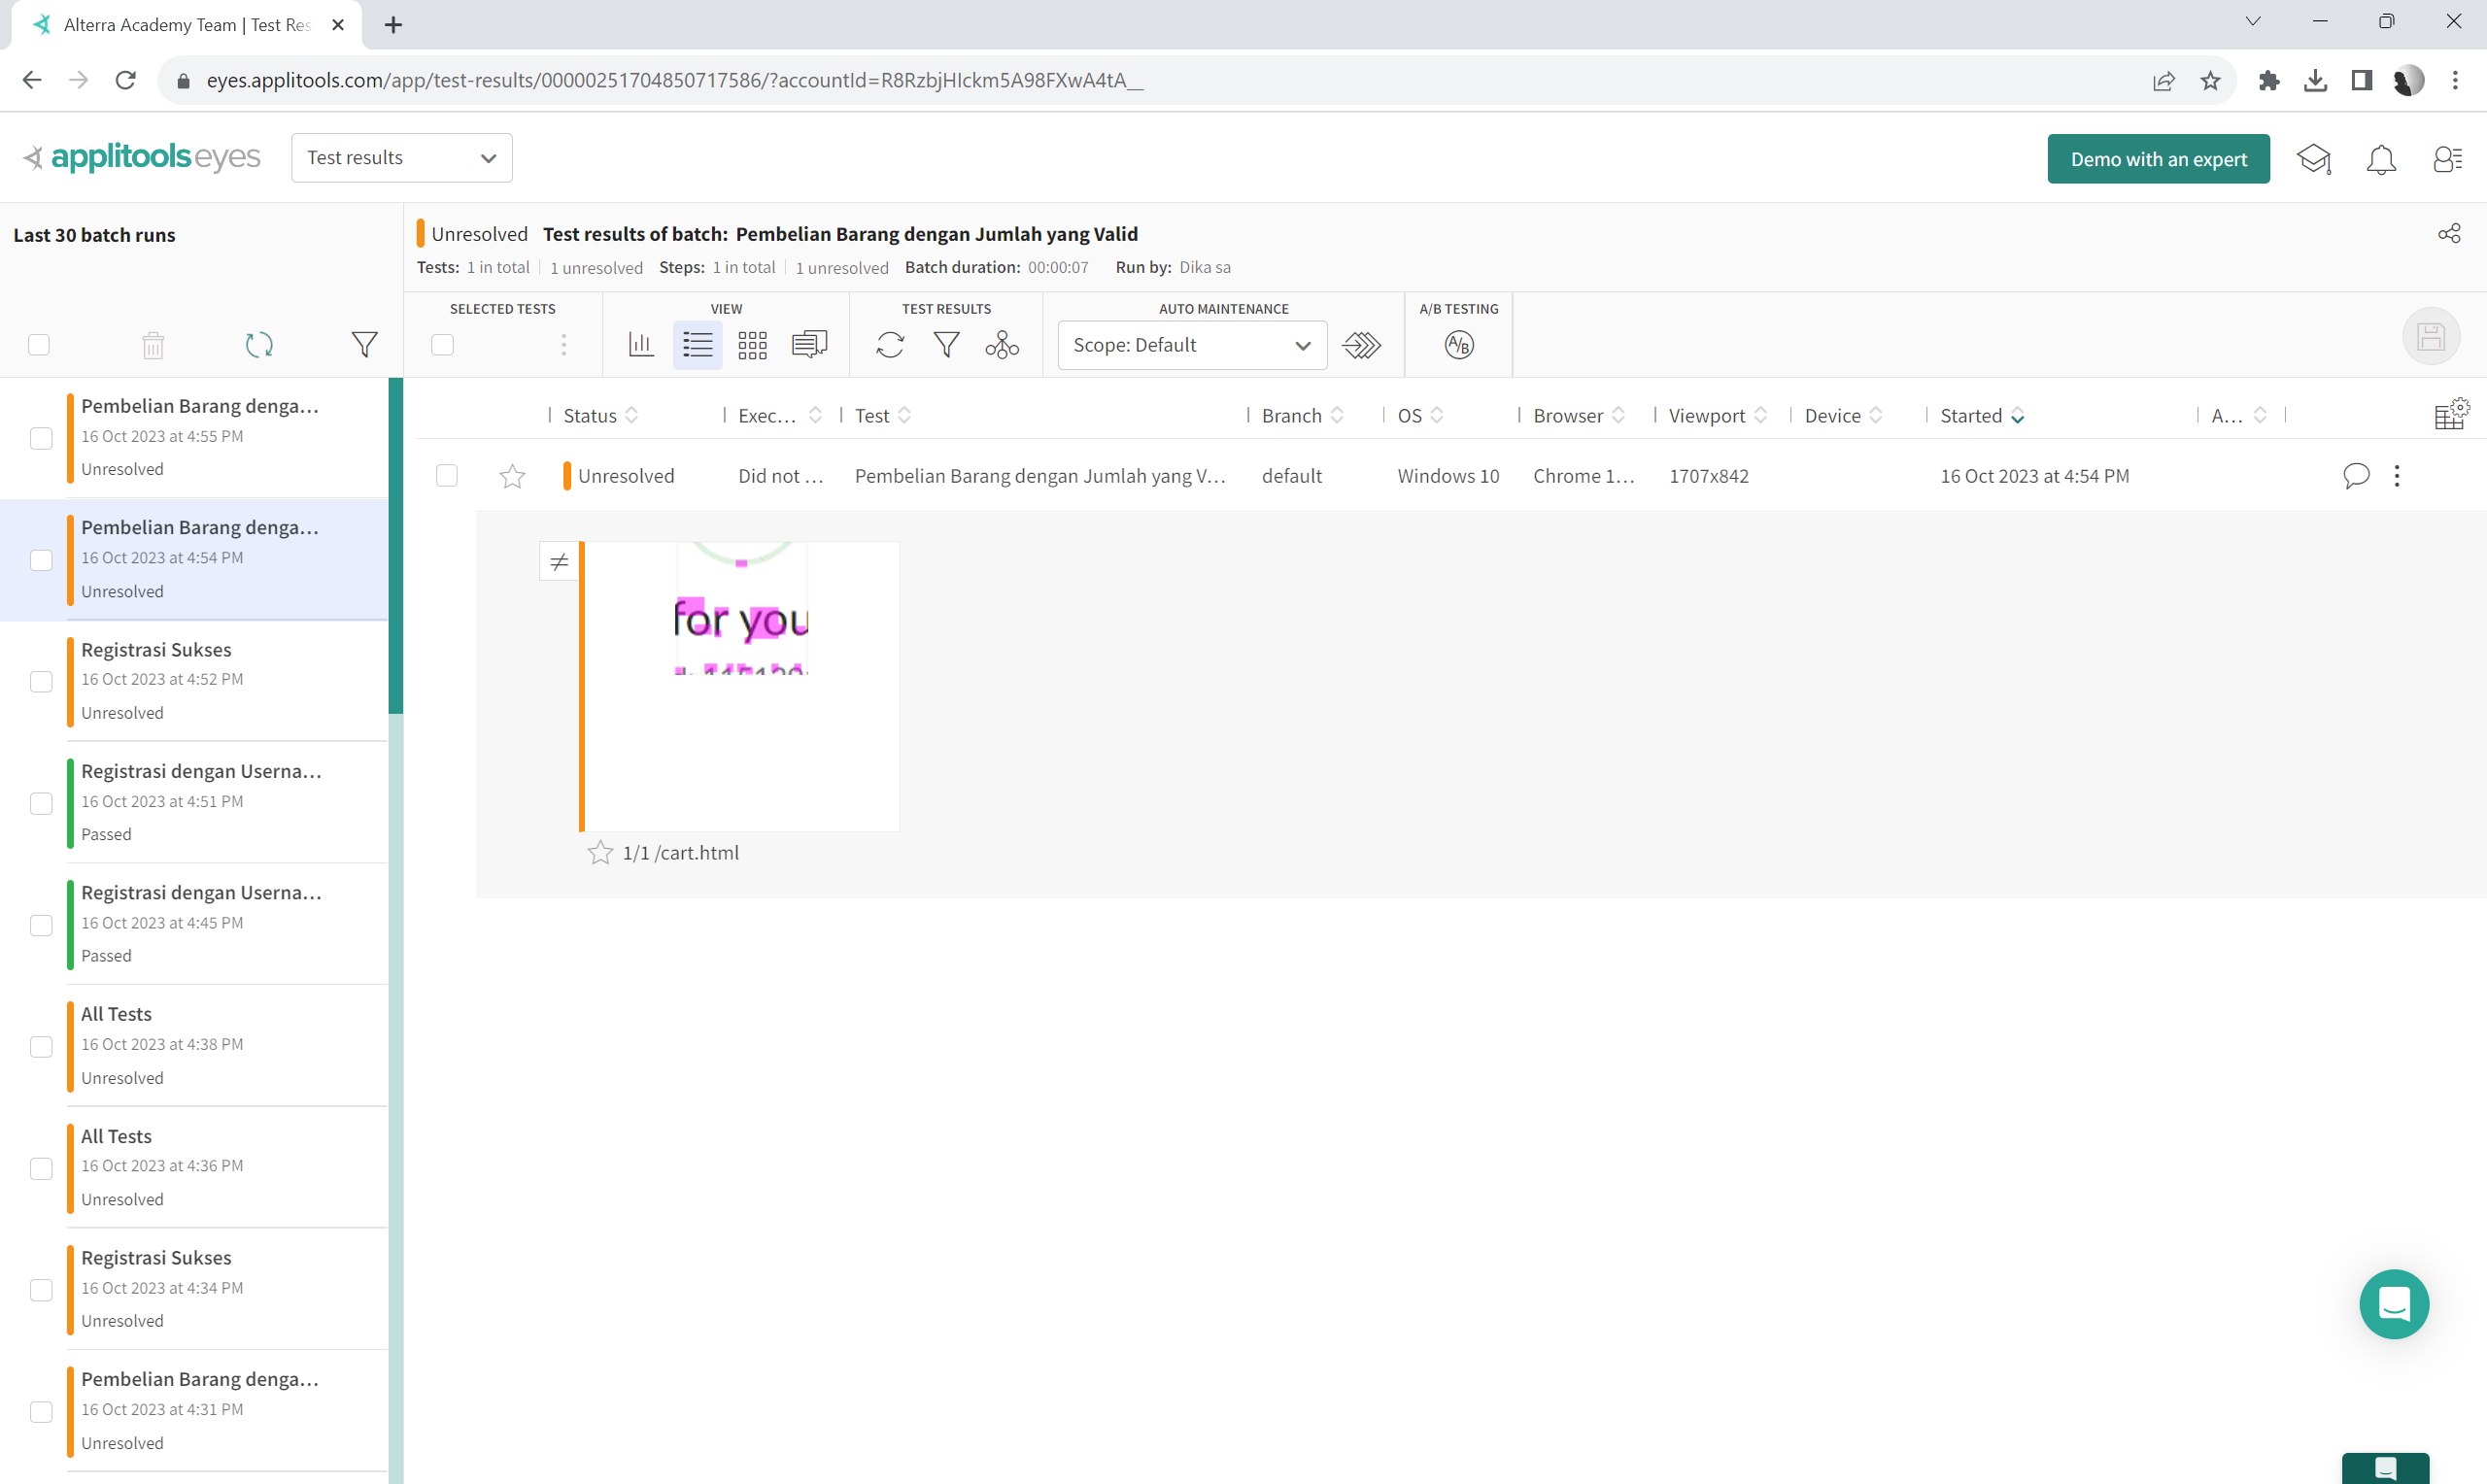 Alterra Academy Team | Test Res
eyes.applitools.com/app/test-results/00000251704850717586/?accountId=R8RzbjHIckm5A98FXwA4tA__
applitools eyes
Test results
Demo with an expert
Last 30 batch runs
Unresolved Test results of batch: Pembelian Barang dengan Jumlah yang Valid
Tests: 1 in total 1 unresolved Steps: 1 in total 1 unresolved Batch duration: 00:00:07 Run by: Dika sa
SELECTED TESTS
VIEW
TEST RESULTS
AUTO MAINTENANCE
Scope: Default
A/B TESTING
A/B
Status Exec... Test Branch OS Browser Viewport Device Started A...
Unresolved Did not ... Pembelian Barang dengan Jumlah yang V... default Windows 10 Chrome 1... 1707x842 16 Oct 2023 at 4:54 PM
≠
for you
1/1 /cart.html
Pembelian Barang denga...
16 Oct 2023 at 4:55 PM
Unresolved
Pembelian Barang denga...
16 Oct 2023 at 4:54 PM
Unresolved
Registrasi Sukses
16 Oct 2023 at 4:52 PM
Unresolved
Registrasi dengan Userna...
16 Oct 2023 at 4:51 PM
Passed
Registrasi dengan Userna...
16 Oct 2023 at 4:45 PM
Passed
All Tests
16 Oct 2023 at 4:38 PM
Unresolved
All Tests
16 Oct 2023 at 4:36 PM
Unresolved
Registrasi Sukses
16 Oct 2023 at 4:34 PM
Unresolved
Pembelian Barang denga...
16 Oct 2023 at 4:31 PM
Unresolved